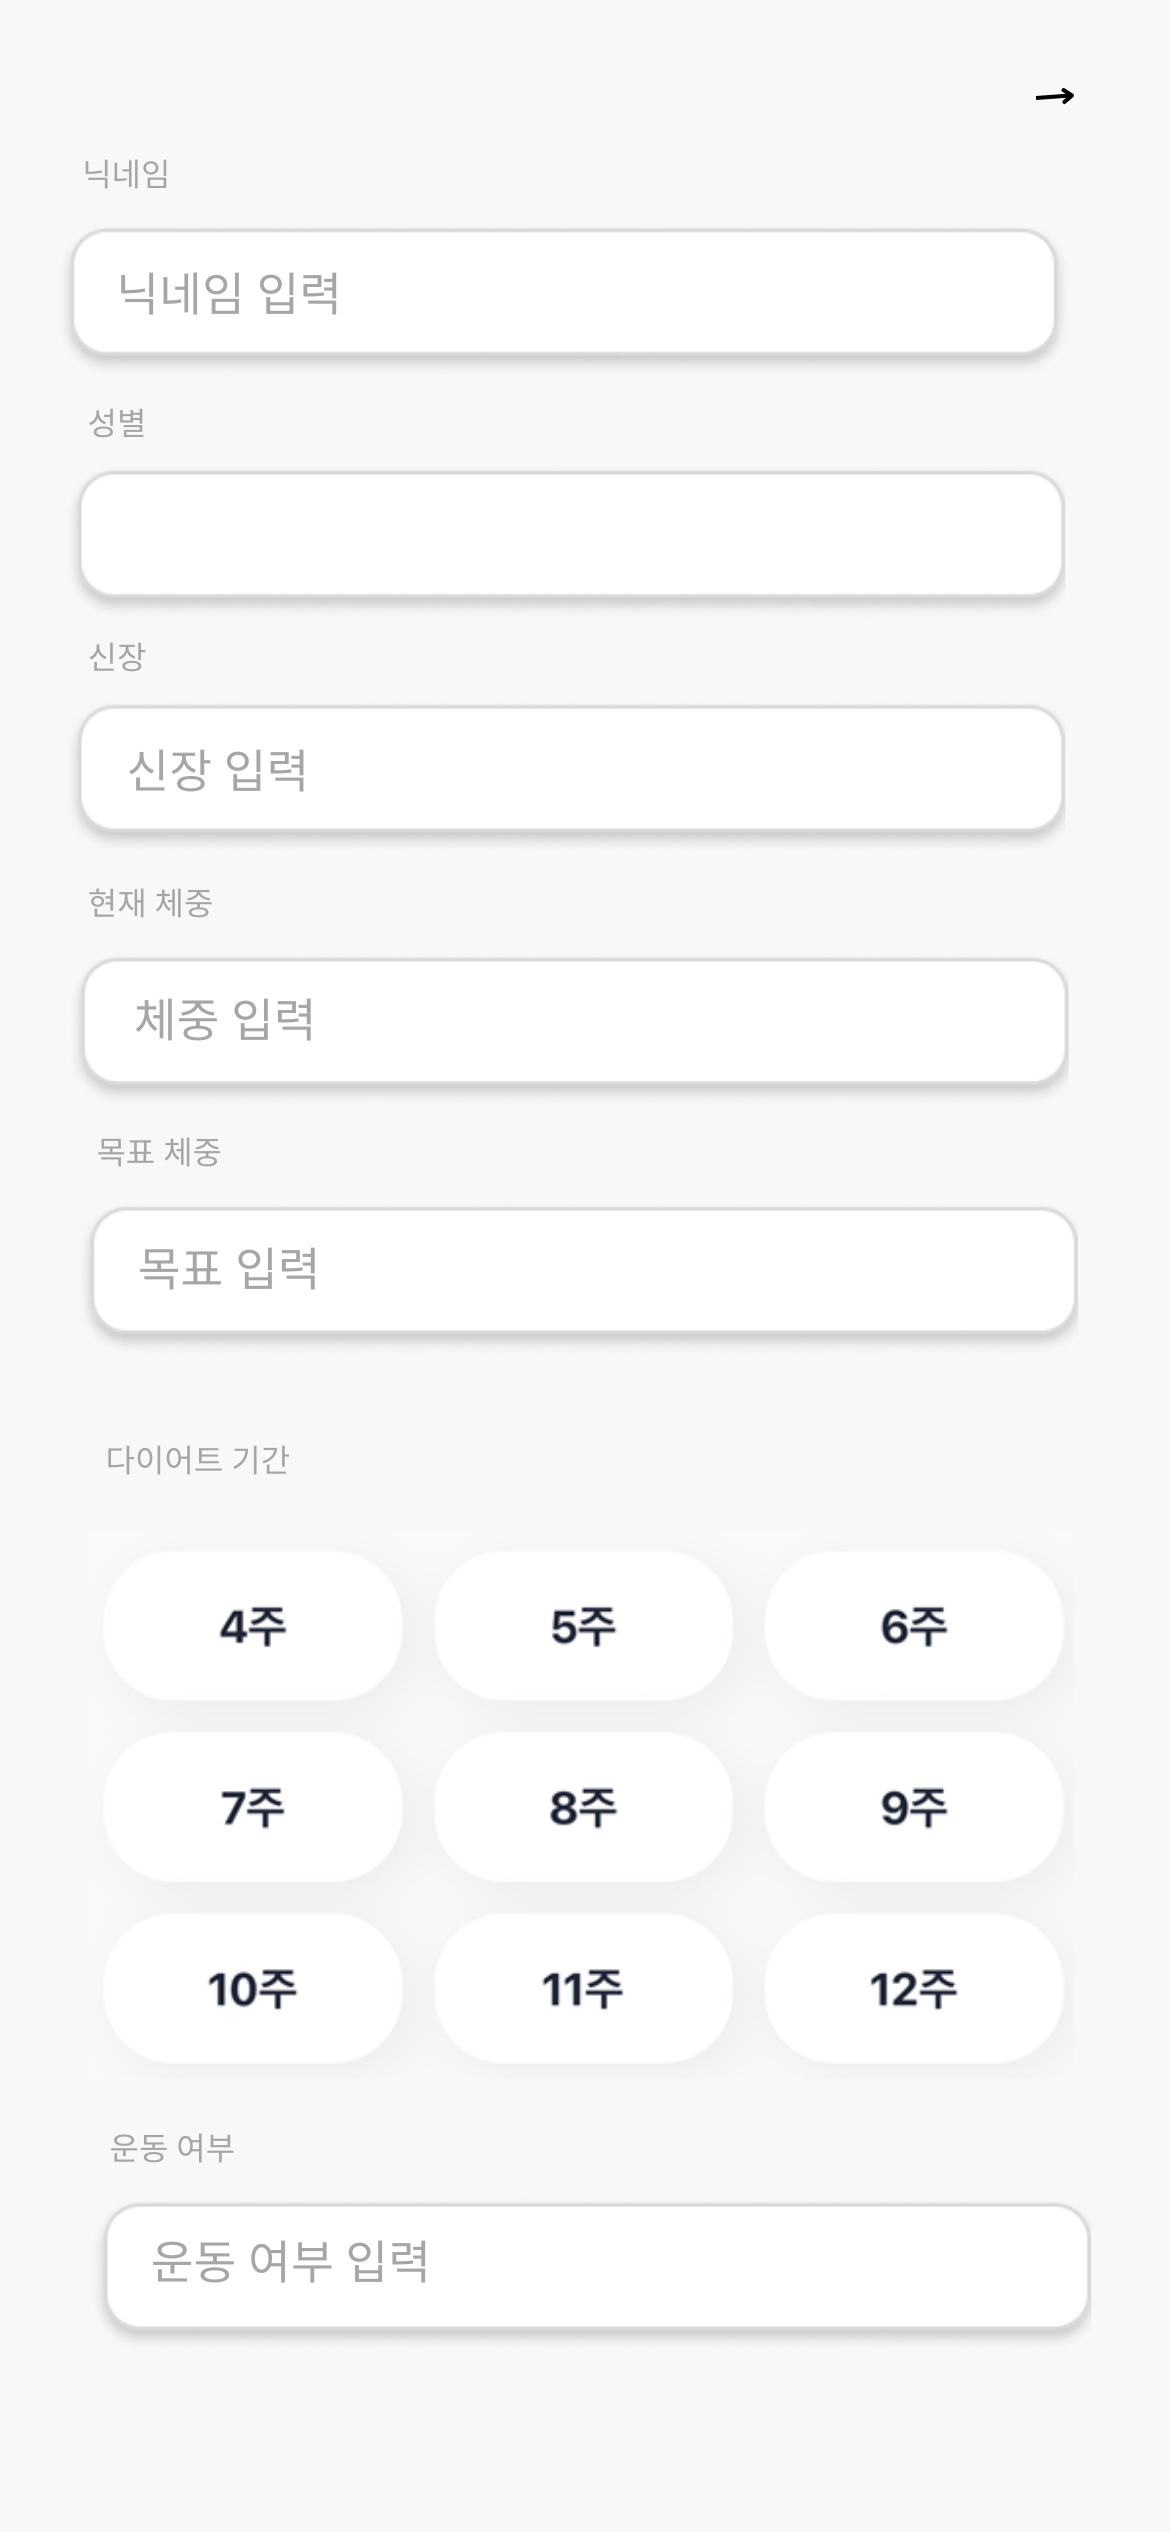 닉네임
닉네임 입력
성별
신장
신장 입력
현재 체중
체중 입력
목표 체중
목표 입력
다이어트 기간
4주 5주 6주
7주 8주 9주
10주 11주 12주
운동 여부
운동 여부 입력